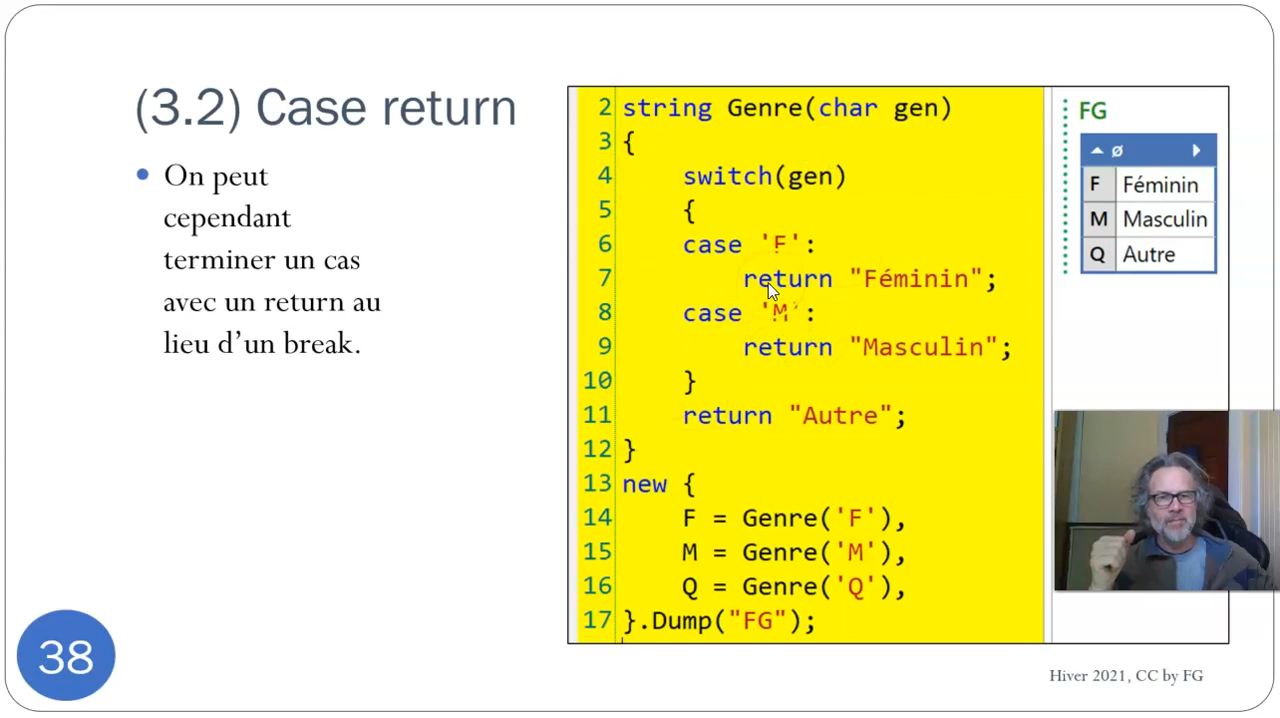 (3.2) Case return
• On peut
cependant
terminer un cas
avec un return au
lieu d'un break.
2 string Genre(char gen)
3 {
4 switch(gen)
5 {
6 case 'F':
7 return "Féminin";
8 case 'M':
9 return "Masculin";
10 }
11 return "Autre";
12 }
13 new {
14 F = Genre('F'),
15 M = Genre('M'),
16 Q = Genre('Q'),
17 }.Dump("FG");
FG
ø
F Féminin
M Masculin
Q Autre
38
Hiver 2021, CC by FG